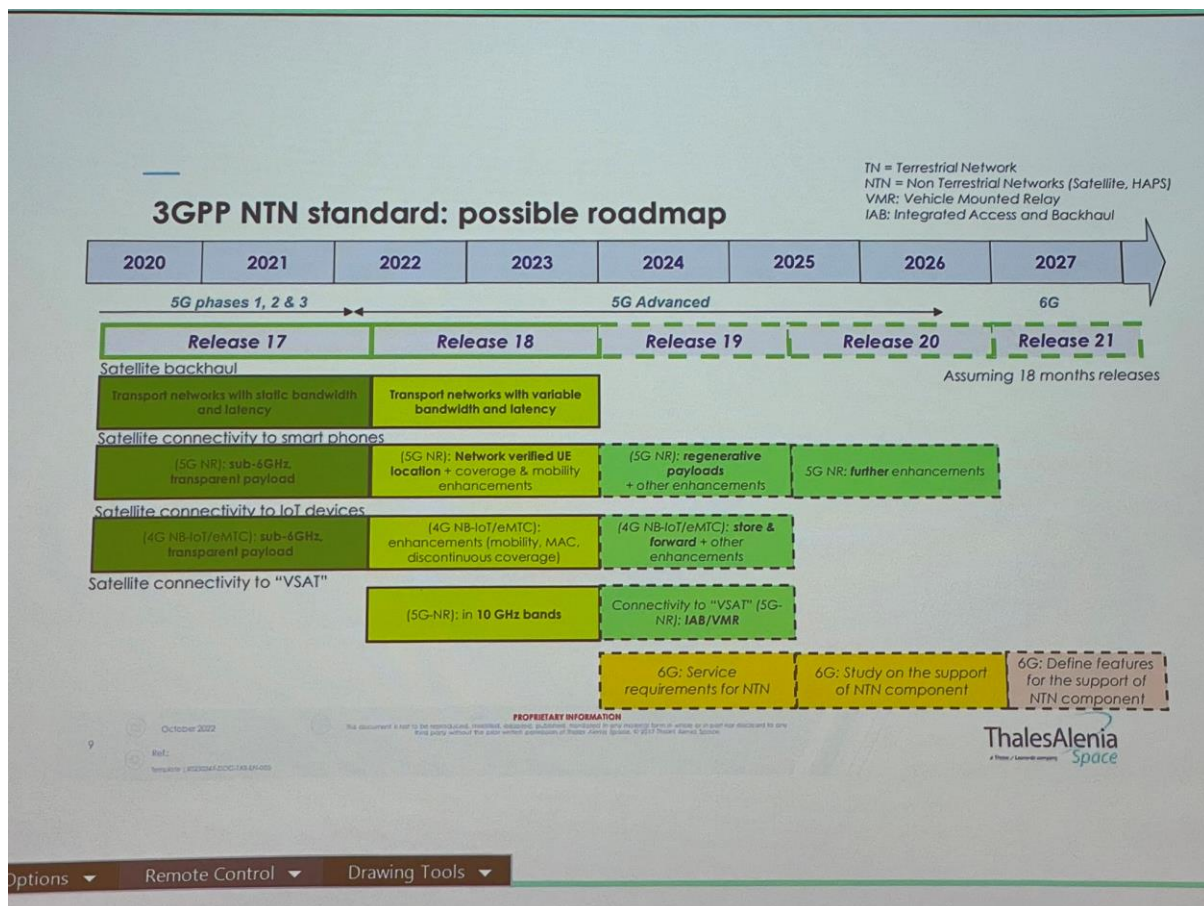 TN = Terrestrial Network
NTN = Non Terrestrial Networks (Satellite, HAPS)
VMR: Vehicle Mounted Relay
IAB: Integrated Access and Backhaul
3GPP NTN standard: possible roadmap
2020 2021 2022 2023 2024 2025 2026 2027
5G phases 1, 2 & 3 5G Advanced 6G
Release 17 Release 18 Release 19 Release 20 Release 21
Assuming 18 months releases
Satellite backhaul
Transport networks with static bandwidth
and latency
Transport networks with variable
bandwidth and latency
Satellite connectivity to smart phones
(5G NR): sub-6GHz,
transparent payload
(5G NR): Network verified UE
location + coverage & mobility
enhancements
(5G NR): regenerative
payloads
+ other enhancements
5G NR: further enhancements
Satellite connectivity to IoT devices
(4G NB-IoT/eMTC): sub-6GHz,
transparent payload
(4G NB-IoT/eMTC):
enhancements (mobility, MAC,
discontinuous coverage)
(4G NB-IoT/eMTC): store &
forward + other
enhancements
Satellite connectivity to "VSAT"
(5G-NR): in 10 GHz bands
Connectivity to "VSAT" (5G-
NR): IAB/VMR
6G: Service
requirements for NTN
6G: Study on the support
of NTN component
6G: Define features
for the support of
NTN component
PROPRIETARY INFORMATION
October 2022
9
Ref.:
ThalesAlenia
a Thales / Leonardo company
Space
Options Remote Control Drawing Tools